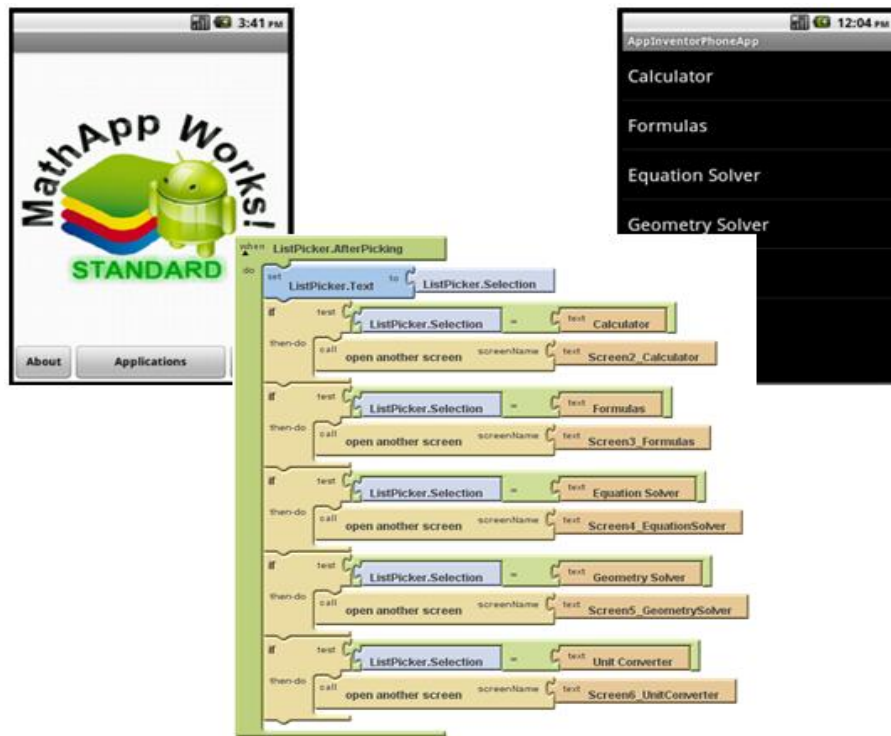 3:41 PM
MathApp Works!
STANDARD
About
Applications
12:04 PM
AppInventorPhoneApp
Calculator
Formulas
Equation Solver
Geometry Solver
when ListPicker.AfterPicking
do set ListPicker.Text to ListPicker.Selection
if test ListPicker.Selection = text Calculator
then-do call open another screen screenName text Screen2_Calculator
if test ListPicker.Selection = text Formulas
then-do call open another screen screenName text Screen3_Formulas
if test ListPicker.Selection = text Equation Solver
then-do call open another screen screenName text Screen4_EquationSolver
if test ListPicker.Selection = text Geometry Solver
then-do call open another screen screenName text Screen5_GeometrySolver
if test ListPicker.Selection = text Unit Converter
then-do call open another screen screenName text Screen6_UnitConverter